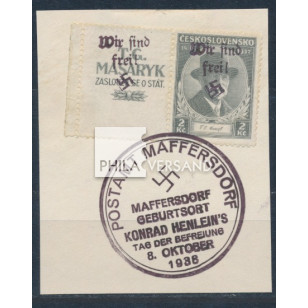 Wir sind
frei!
T.G.
MASARYK
ZASLOUŽIL SE O STÁT.
ČESKOSLOVENSKO
Wir sind
frei!
2
Kč
2
Kč
PHILA VERSAND
POSTAMT MAFFERSDORF
MAFFERSDORF
GEBURTSORT
KONRAD HENLEIN'S
TAG DER BEFREIUNG
8. OKTOBER
1938